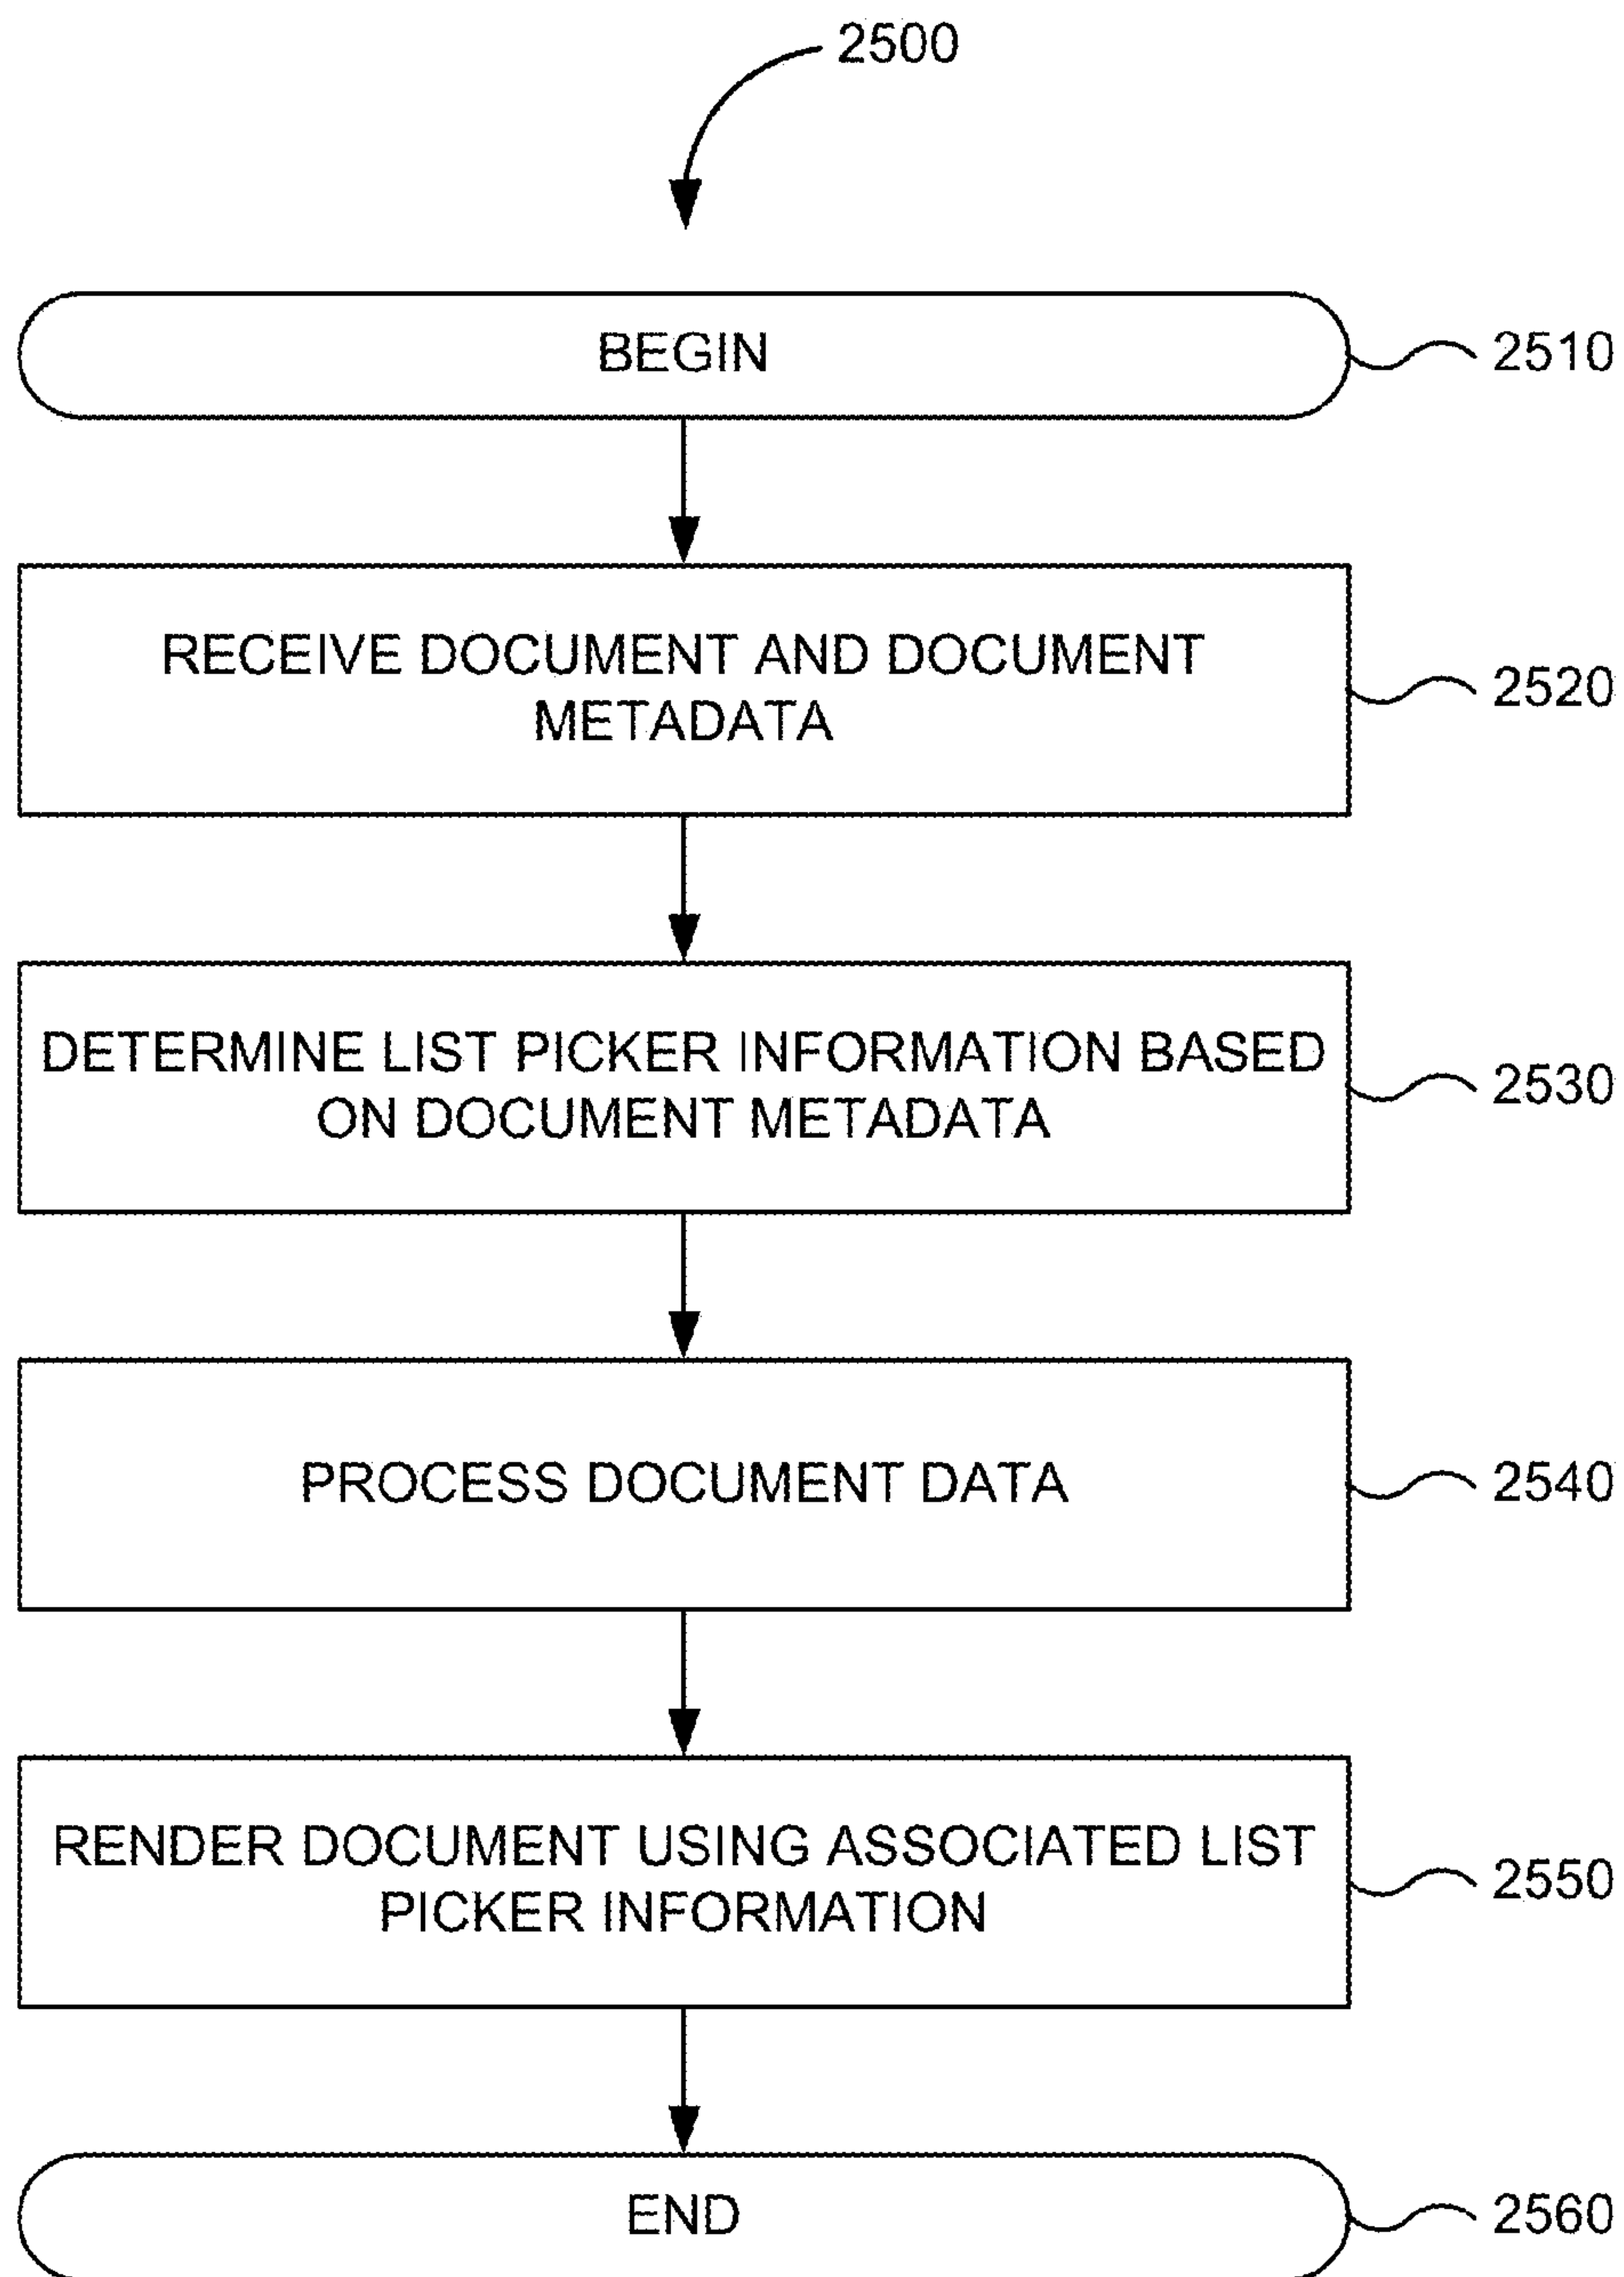 2500
BEGIN
2510
RECEIVE DOCUMENT AND DOCUMENT
METADATA
2520
DETERMINE LIST PICKER INFORMATION BASED
ON DOCUMENT METADATA
2530
PROCESS DOCUMENT DATA
2540
RENDER DOCUMENT USING ASSOCIATED LIST
PICKER INFORMATION
2550
END
2560